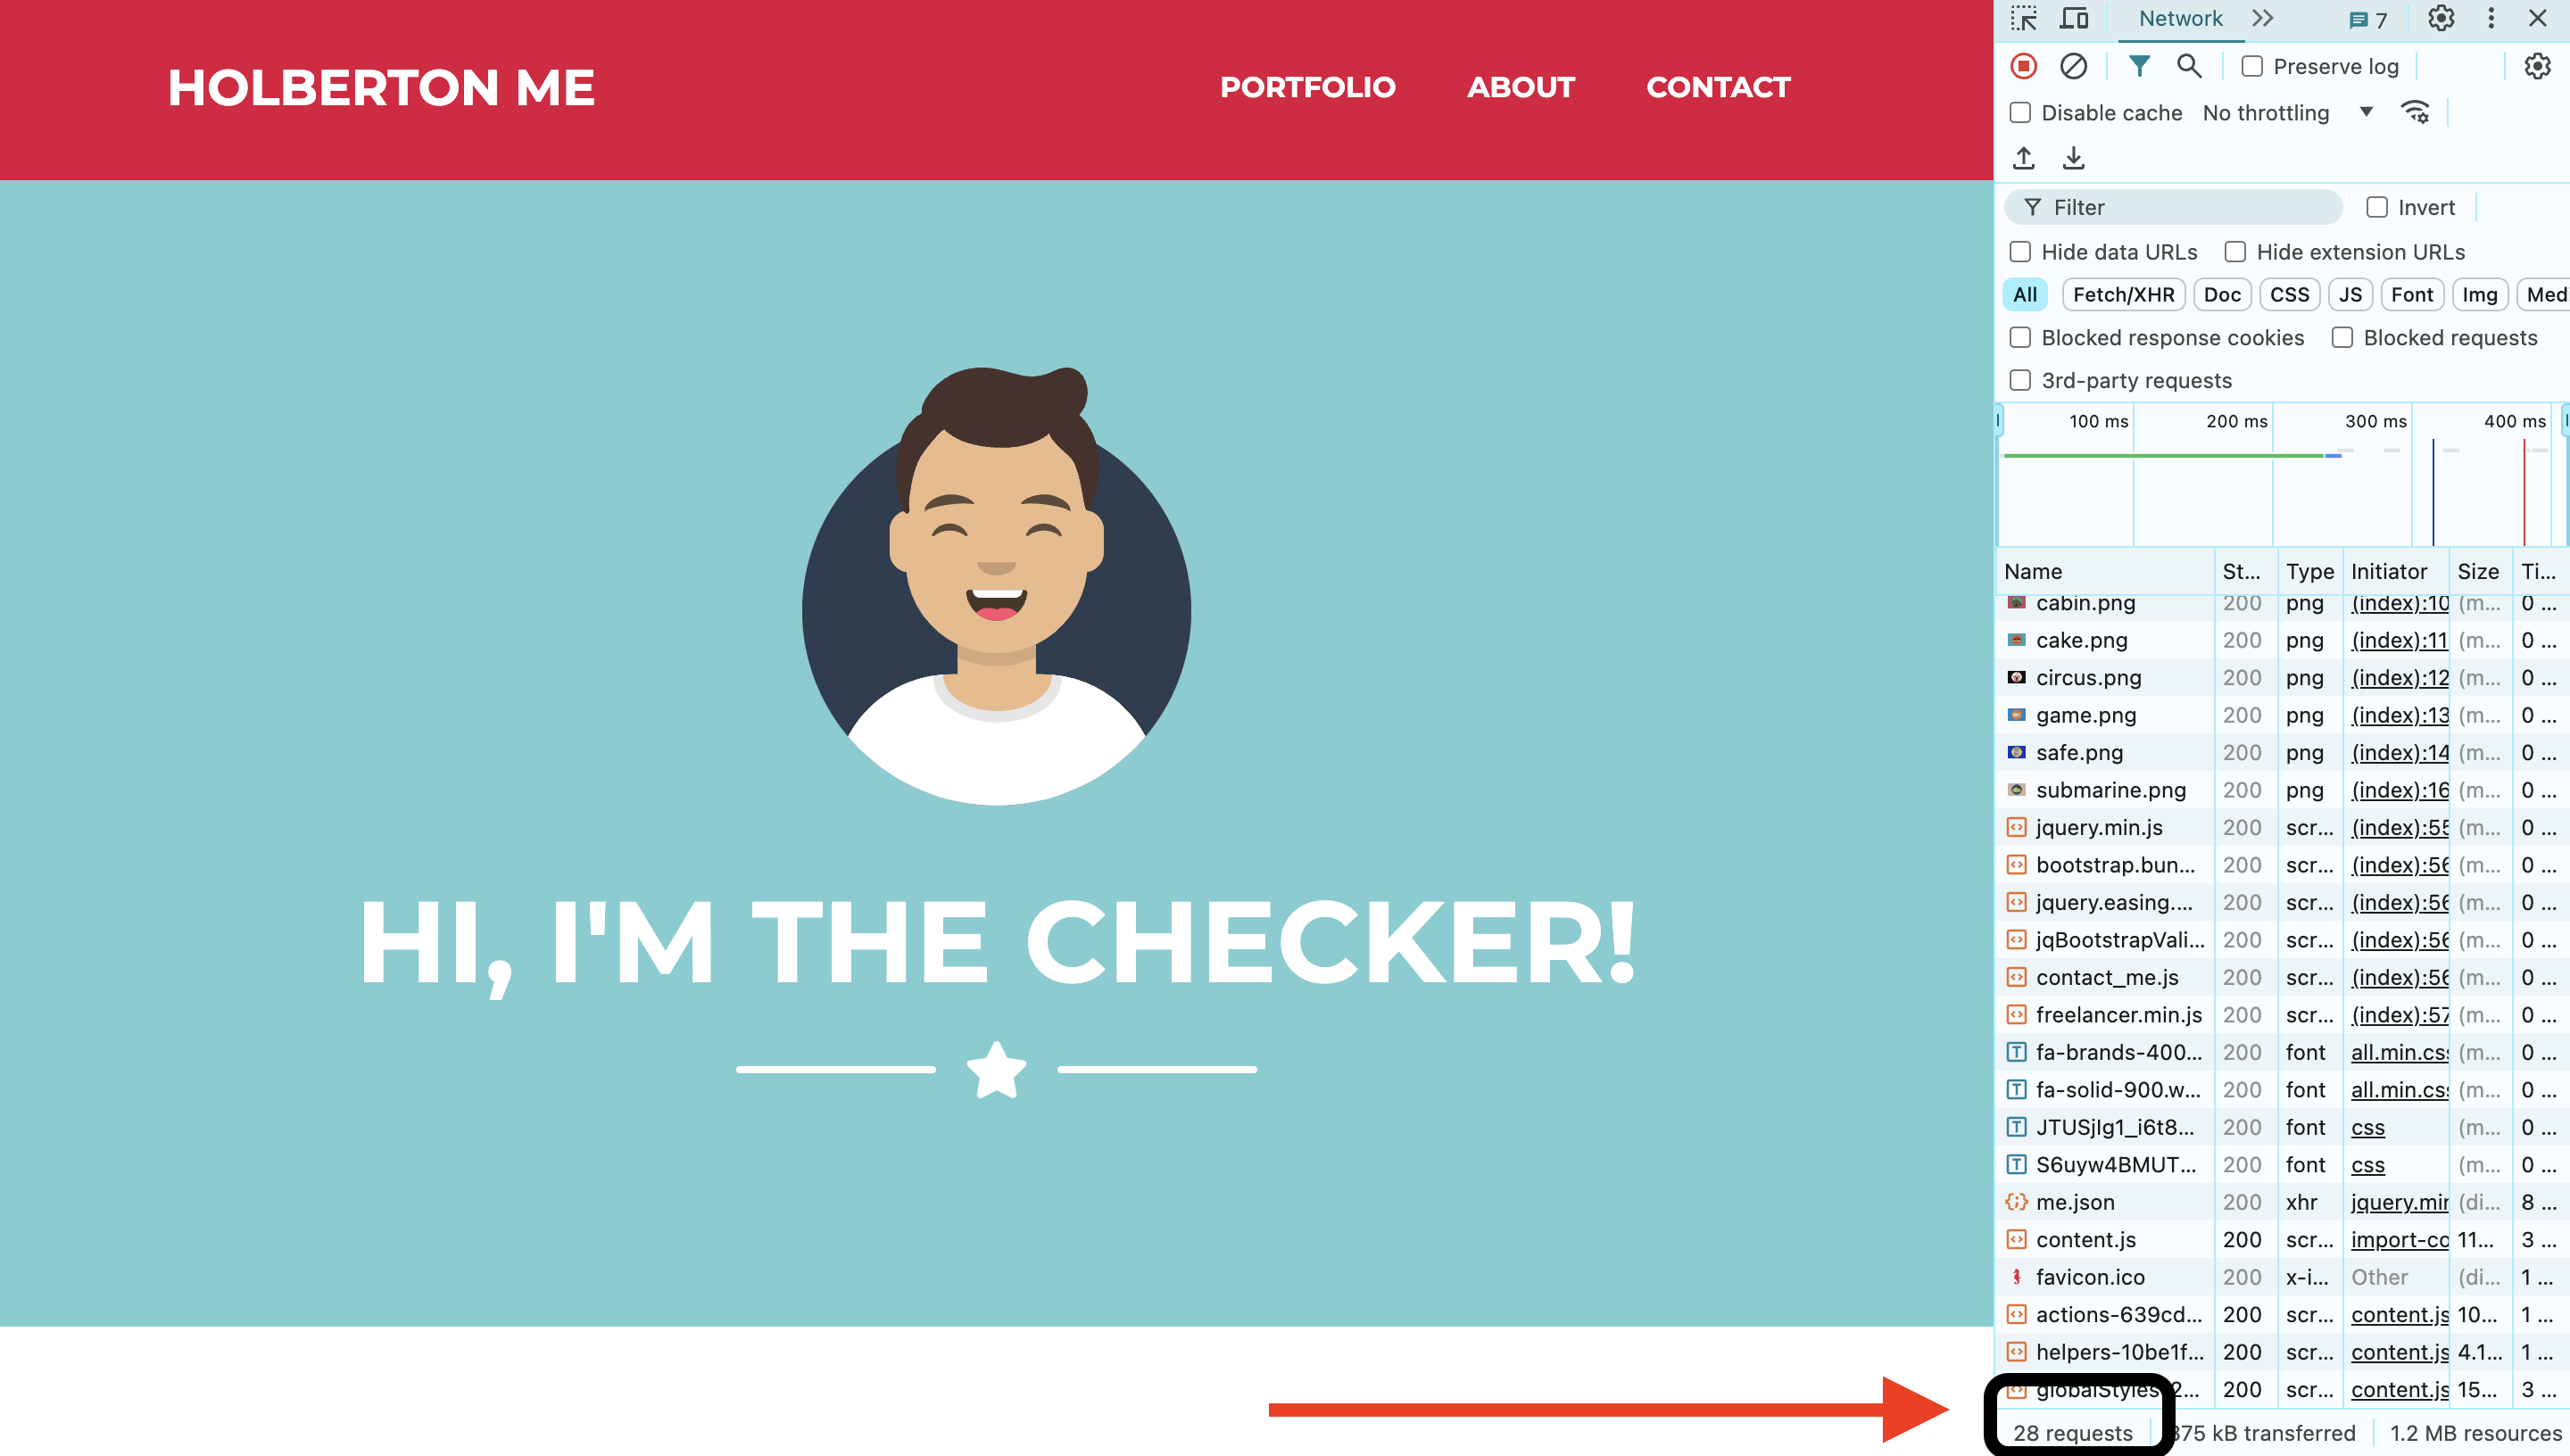 HOLBERTON ME
PORTFOLIO ABOUT CONTACT
HI, I'M THE CHECKER!
Network 7
Preserve log
Disable cache No throttling
Filter Invert
Hide data URLs Hide extension URLs
All Fetch/XHR Doc CSS JS Font Img Medi
Blocked response cookies Blocked requests
3rd-party requests
100 ms 200 ms 300 ms 400 ms
Name St... Type Initiator Size Ti...
cabin.png 200 png (index):10 (m... 0 ...
cake.png 200 png (index):11 (m... 0 ...
circus.png 200 png (index):12 (m... 0 ...
game.png 200 png (index):13 (m... 0 ...
safe.png 200 png (index):14 (m... 0 ...
submarine.png 200 png (index):16 (m... 0 ...
jquery.min.js 200 scr... (index):55 (m... 0 ...
bootstrap.bun... 200 scr... (index):56 (m... 0 ...
jquery.easing.... 200 scr... (index):56 (m... 0 ...
jqBootstrapVali... 200 scr... (index):56 (m... 0 ...
contact_me.js 200 scr... (index):56 (m... 0 ...
freelancer.min.js 200 scr... (index):57 (m... 0 ...
fa-brands-400... 200 font all.min.css (m... 0 ...
fa-solid-900.w... 200 font all.min.css (m... 0 ...
JTUSjIg1_i6t8... 200 font css (m... 0 ...
S6uyw4BMUT... 200 font css (m... 0 ...
me.json 200 xhr jquery.min (di... 8 ...
content.js 200 scr... import-co 11... 3 ...
favicon.ico 200 x-i... Other (di... 1 ...
actions-639cd... 200 scr... content.js 10... 1 ...
helpers-10be1f... 200 scr... content.js 4.1... 1 ...
globalStyles 2... 200 scr... content.js 15... 3 ...
28 requests 375 kB transferred 1.2 MB resources